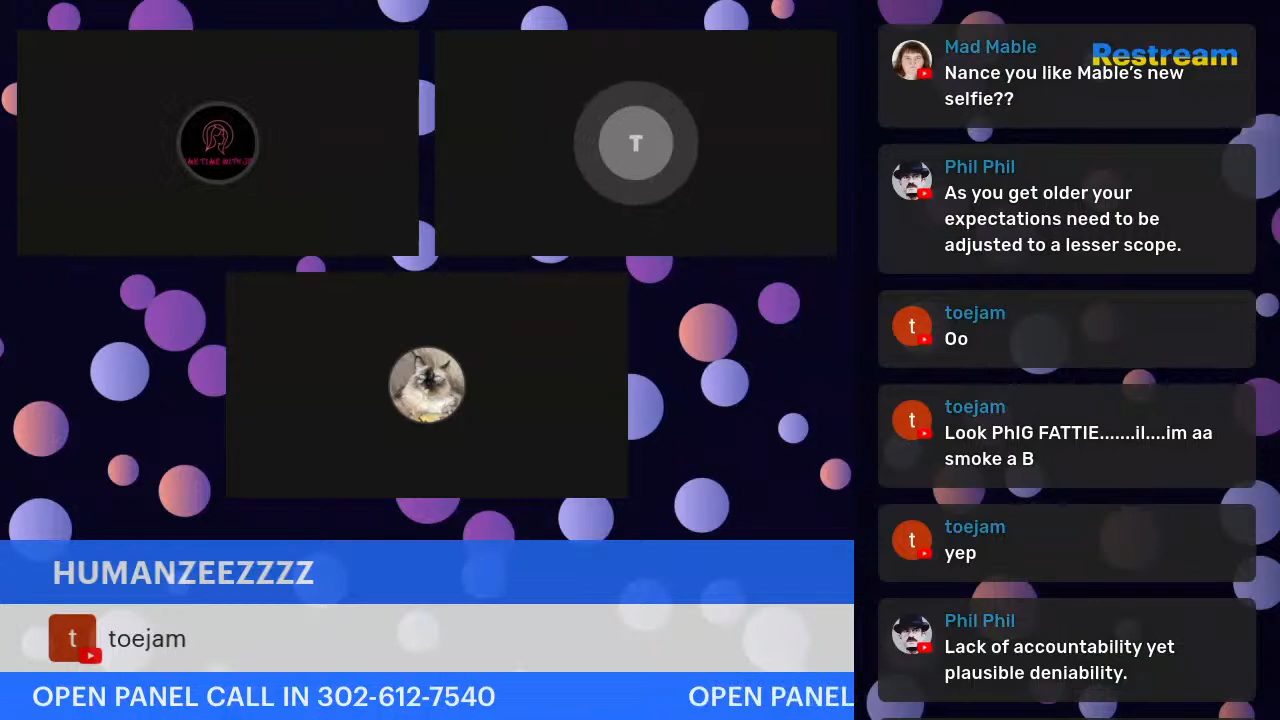 T
Mad Mable
Restream
Nance you like Mable's new
selfie??
Phil Phil
As you get older your
expectations need to be
adjusted to a lesser scope.
t
toejam
Oo
t
toejam
Look PhIG FATTIE.......il....im aa
smoke a B
t
toejam
yep
Phil Phil
Lack of accountability yet
plausible deniability.
HUMANZEEZZZZ
t
toejam
OPEN PANEL CALL IN 302-612-7540
OPEN PANEL